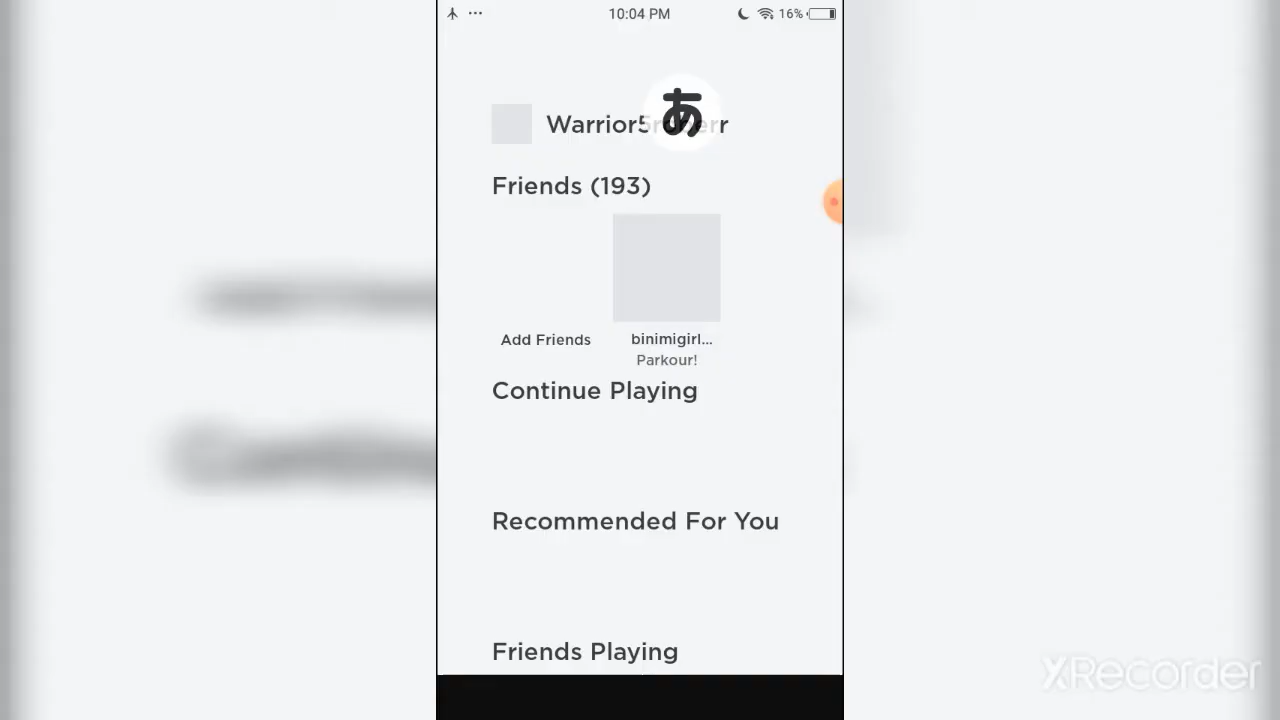 10:04 PM
16%
あ
Friends (193)
Add Friends
binimigirl...
Parkour!
Continue Playing
Recommended For You
Friends Playing
XRecorder